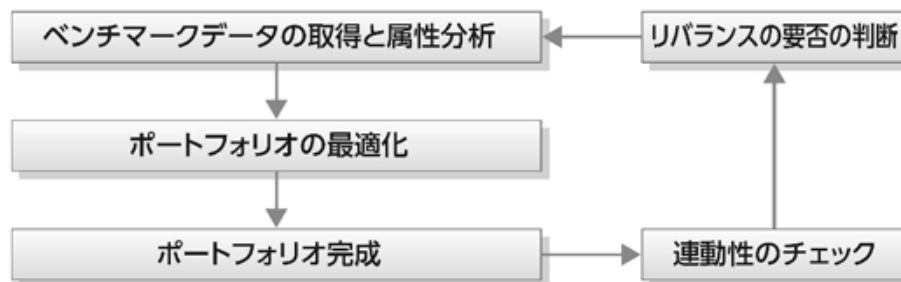 ベンチマークデータの取得と属性分析
リバランスの要否の判断
ポートフォリオの最適化
ポートフォリオ完成
連動性のチェック